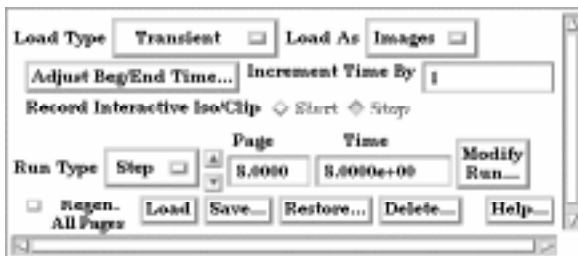 Load Type Transient Load As Images
Adjust Beg/End Time... Increment Time By 1
Record Interactive Iso/Clip Start Stop
Page Time
Run Type Step 8.0000 8.0000e+00 Modify Run...
Regen. All Pages Load Save... Restore... Delete... Help...